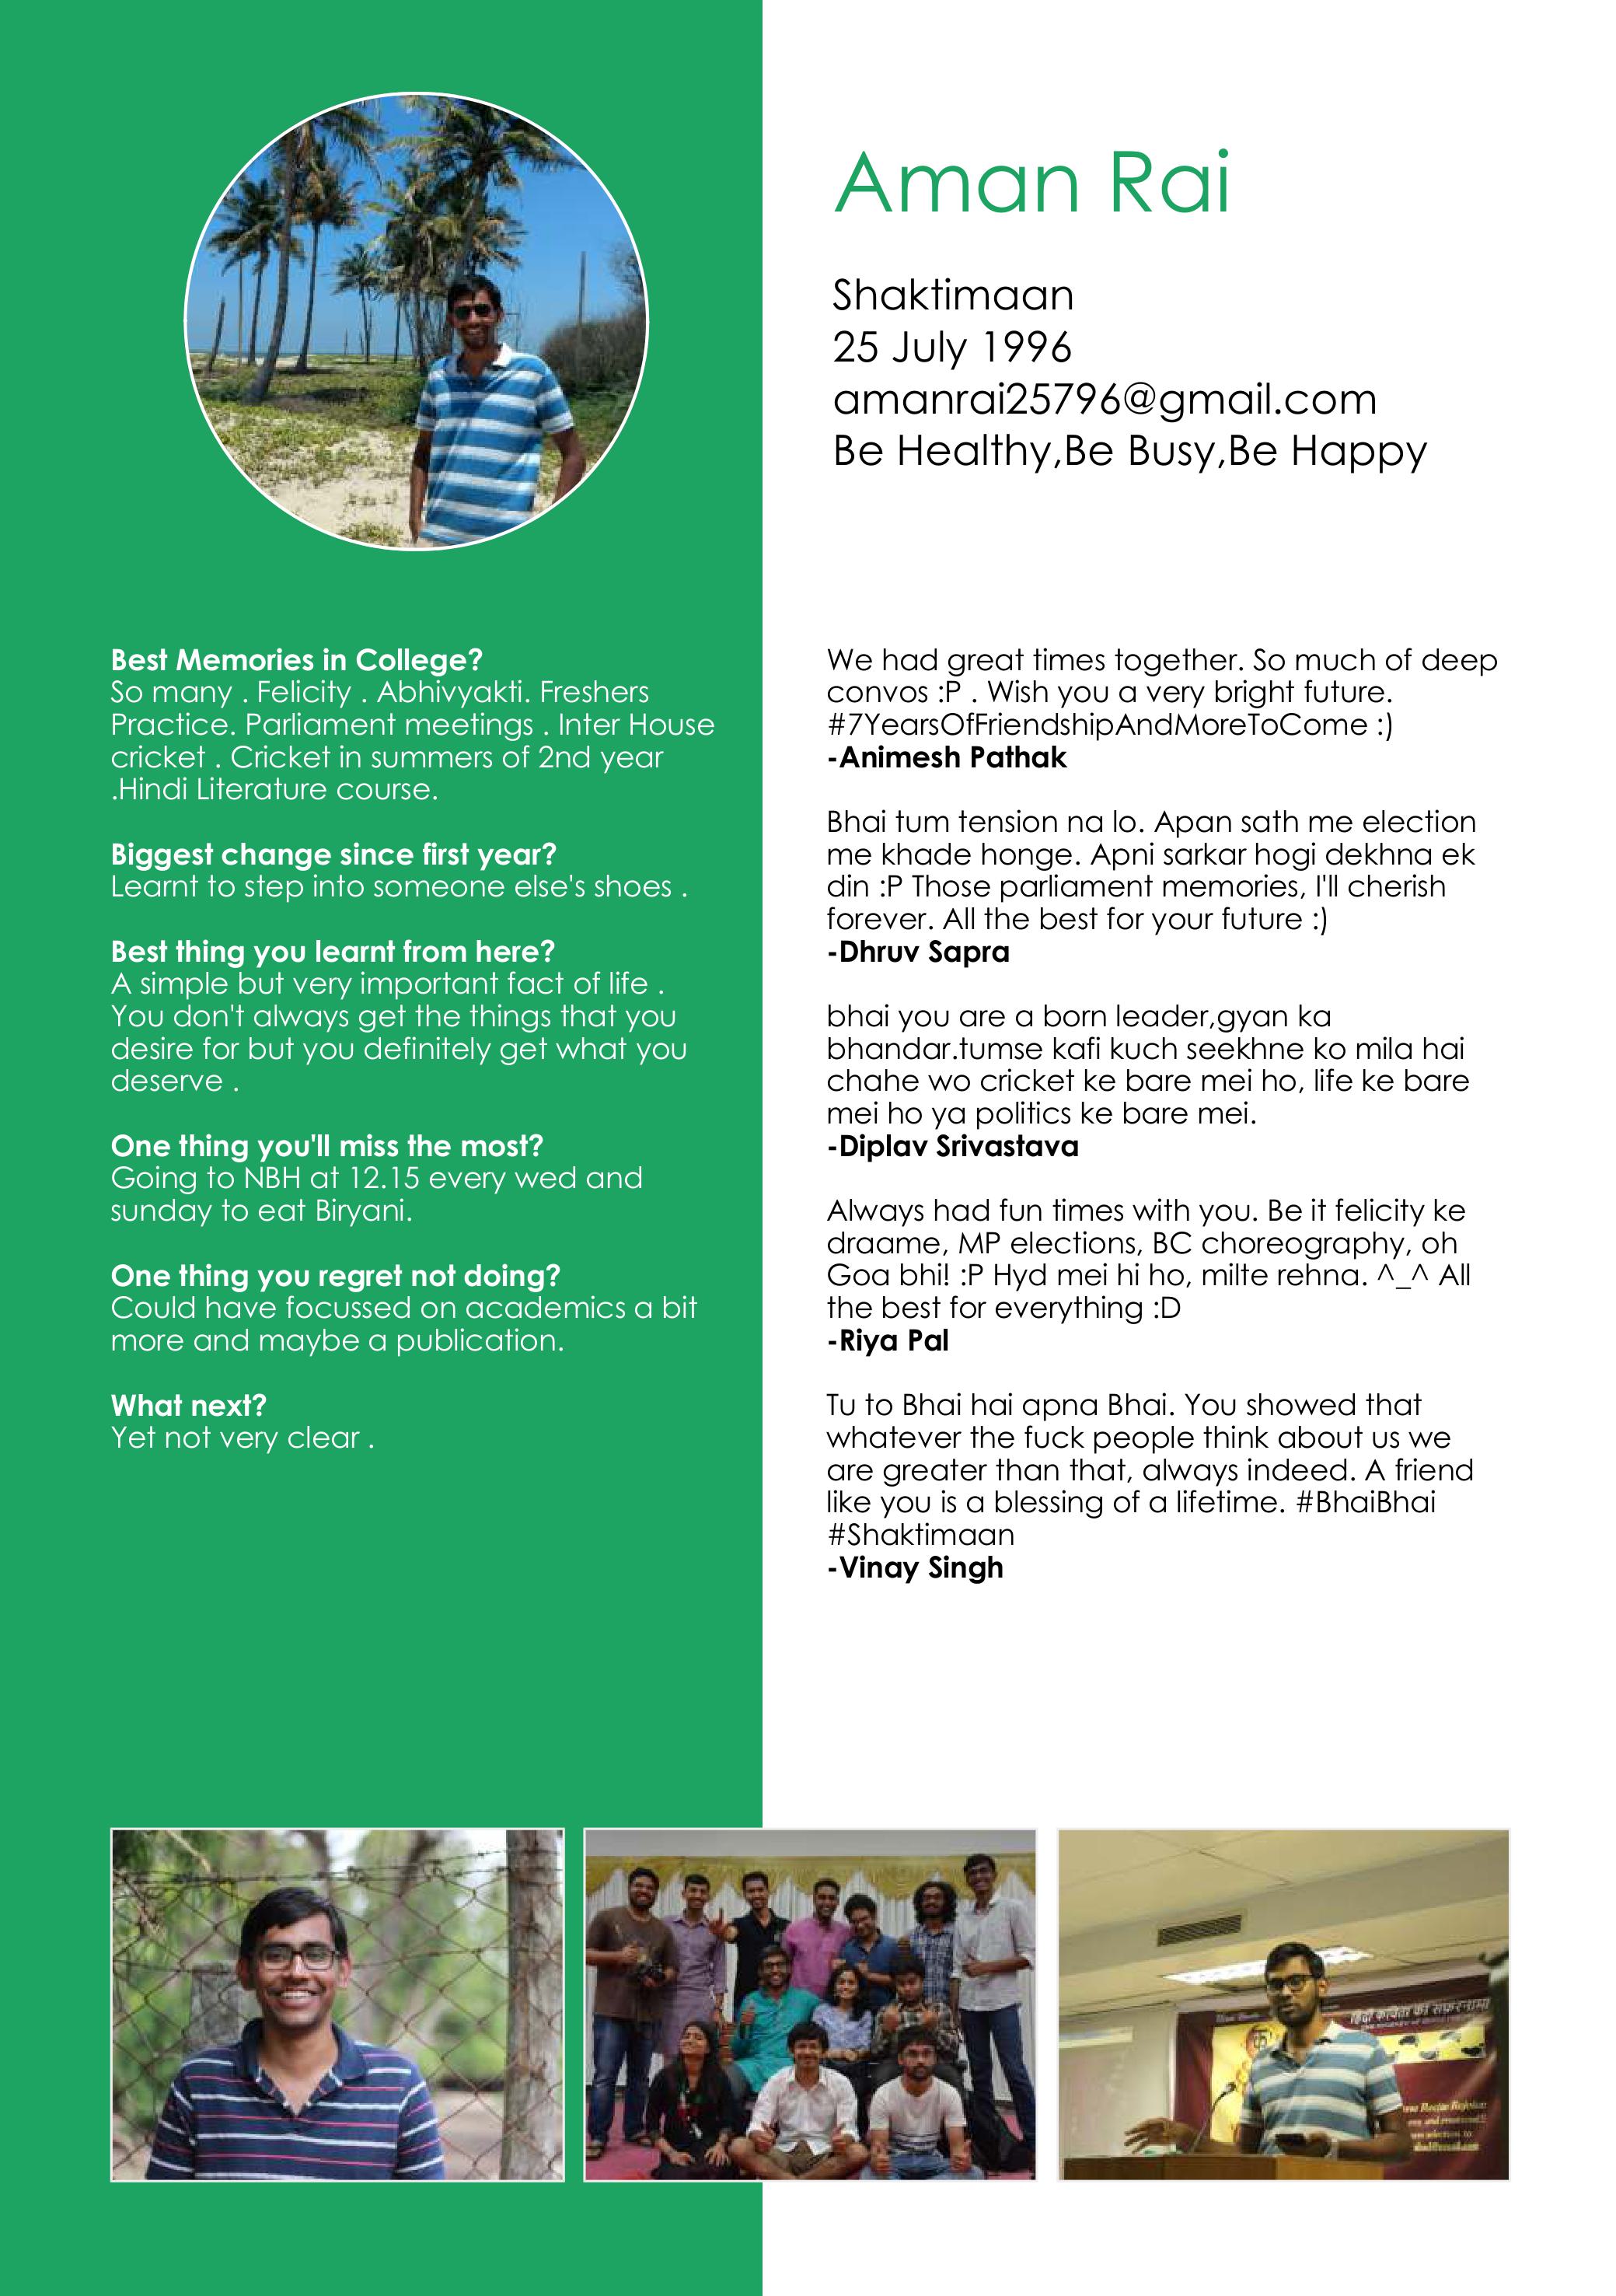 Aman Rai
Shaktimaan
25 July 1996
amanrai25796@gmail.com
Be Healthy,Be Busy,Be Happy
Best Memories in College?
So many . Felicity . Abhivyakti. Freshers
Practice. Parliament meetings . Inter House
cricket . Cricket in summers of 2nd year
.Hindi Literature course.
Biggest change since first year?
Learnt to step into someone else's shoes .
Best thing you learnt from here?
A simple but very important fact of life .
You don't always get the things that you
desire for but you definitely get what you
deserve .
One thing you'll miss the most?
Going to NBH at 12.15 every wed and
sunday to eat Biryani.
One thing you regret not doing?
Could have focussed on academics a bit
more and maybe a publication.
What next?
Yet not very clear .
We had great times together. So much of deep
convos :P . Wish you a very bright future.
#7YearsOfFriendshipAndMoreToCome :)
-Animesh Pathak
Bhai tum tension na lo. Apan sath me election
me khade honge. Apni sarkar hogi dekhna ek
din :P Those parliament memories, I'll cherish
forever. All the best for your future :)
-Dhruv Sapra
bhai you are a born leader,gyan ka
bhandar.tumse kafi kuch seekhne ko mila hai
chahe wo cricket ke bare mei ho, life ke bare
mei ho ya politics ke bare mei.
-Diplav Srivastava
Always had fun times with you. Be it felicity ke
draame, MP elections, BC choreography, oh
Goa bhi! :P Hyd mei hi ho, milte rehna. ^_^ All
the best for everything :D
-Riya Pal
Tu to Bhai hai apna Bhai. You showed that
whatever the fuck people think about us we
are greater than that, always indeed. A friend
like you is a blessing of a lifetime. #BhaiBhai
#Shaktimaan
-Vinay Singh
हिंदी कविता की सफ़रनामा